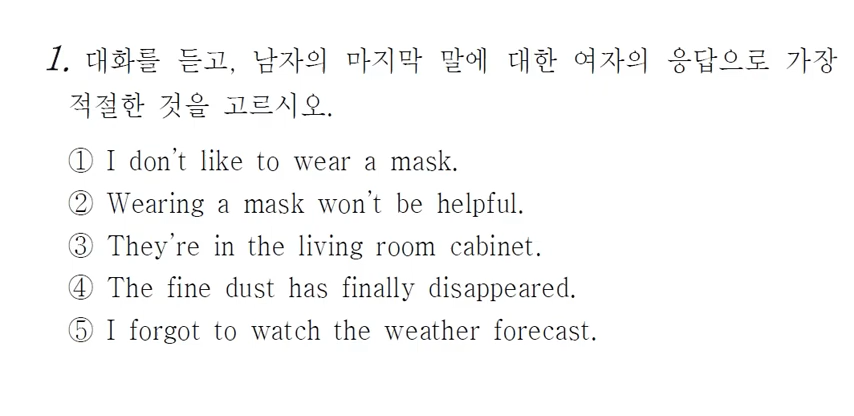 1. 대화를 듣고, 남자의 마지막 말에 대한 여자의 응답으로 가장
적절한 것을 고르시오.
① I don't like to wear a mask.
② Wearing a mask won't be helpful.
③ They're in the living room cabinet.
④ The fine dust has finally disappeared.
⑤ I forgot to watch the weather forecast.